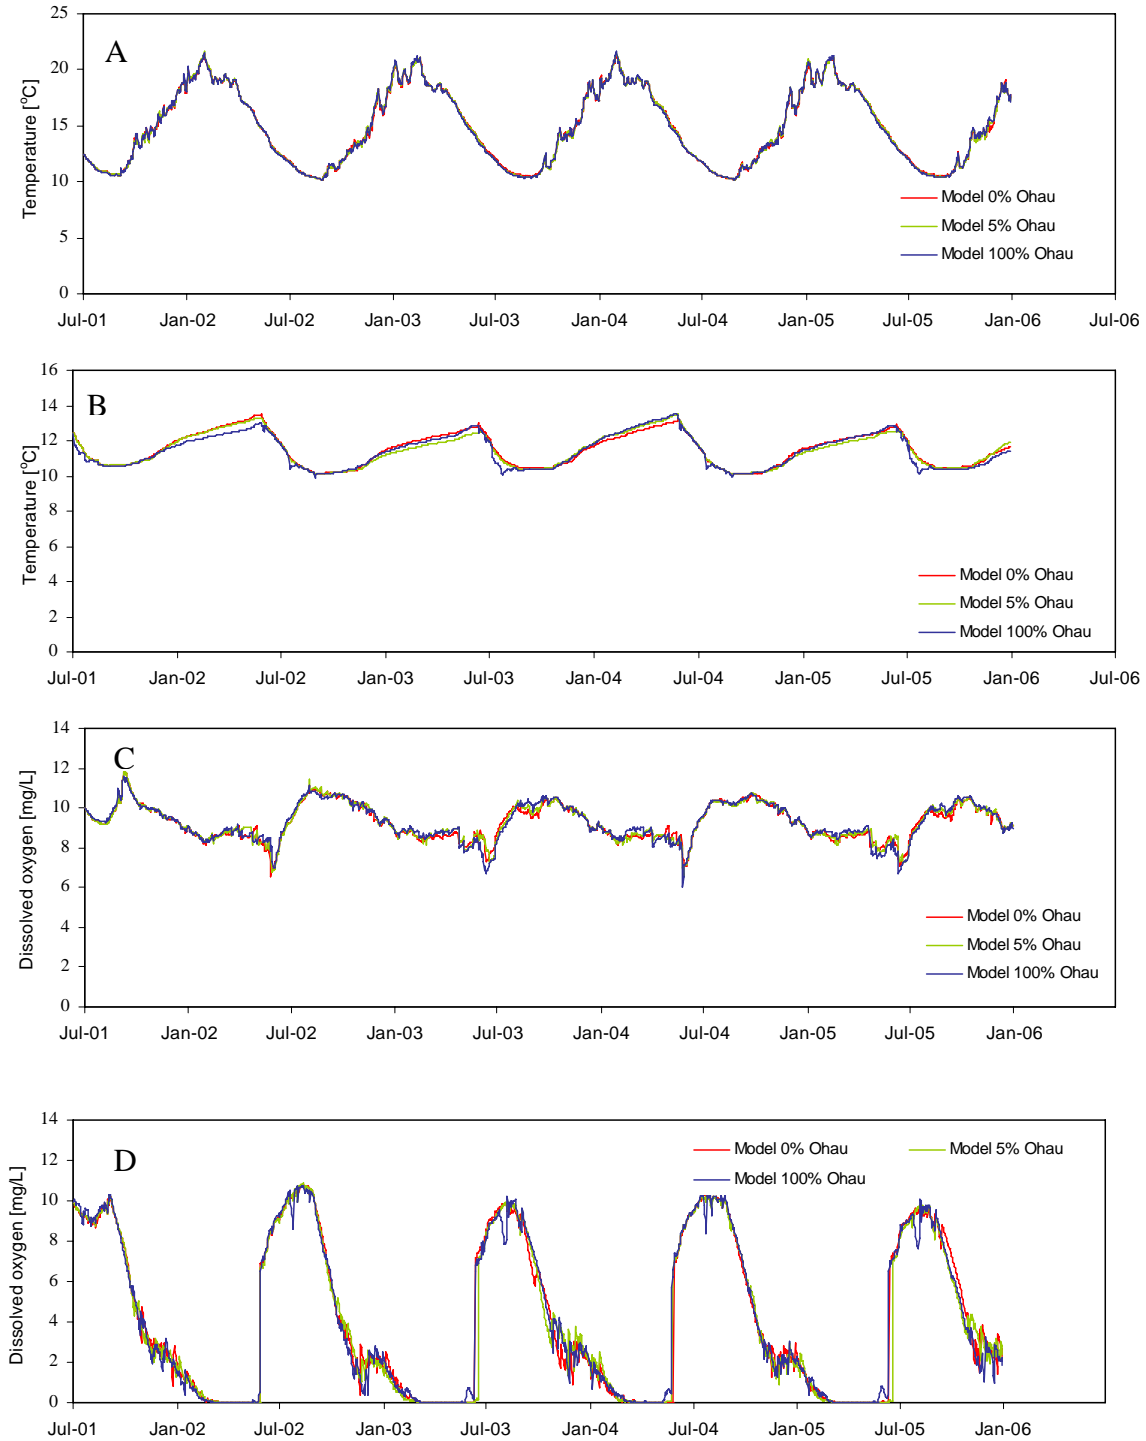 25
20
15
10
5
0
Temperature [°C]
A
Model 0% Ohau
Model 5% Ohau
Model 100% Ohau
Jul-01 Jan-02 Jul-02 Jan-03 Jul-03 Jan-04 Jul-04 Jan-05 Jul-05 Jan-06 Jul-06
16
14
12
10
8
6
4
2
0
Temperature [°C]
B
Model 0% Ohau
Model 5% Ohau
Model 100% Ohau
Jul-01 Jan-02 Jul-02 Jan-03 Jul-03 Jan-04 Jul-04 Jan-05 Jul-05 Jan-06 Jul-06
14
12
10
8
6
4
2
0
Dissolved oxygen [mg/L]
C
Model 0% Ohau
Model 5% Ohau
Model 100% Ohau
Jul-01 Jan-02 Jul-02 Jan-03 Jul-03 Jan-04 Jul-04 Jan-05 Jul-05 Jan-06
14
12
10
8
6
4
2
0
Dissolved oxygen [mg/L]
D
Model 0% Ohau Model 5% Ohau
Model 100% Ohau
Jul-01 Jan-02 Jul-02 Jan-03 Jul-03 Jan-04 Jul-04 Jan-05 Jul-05 Jan-06